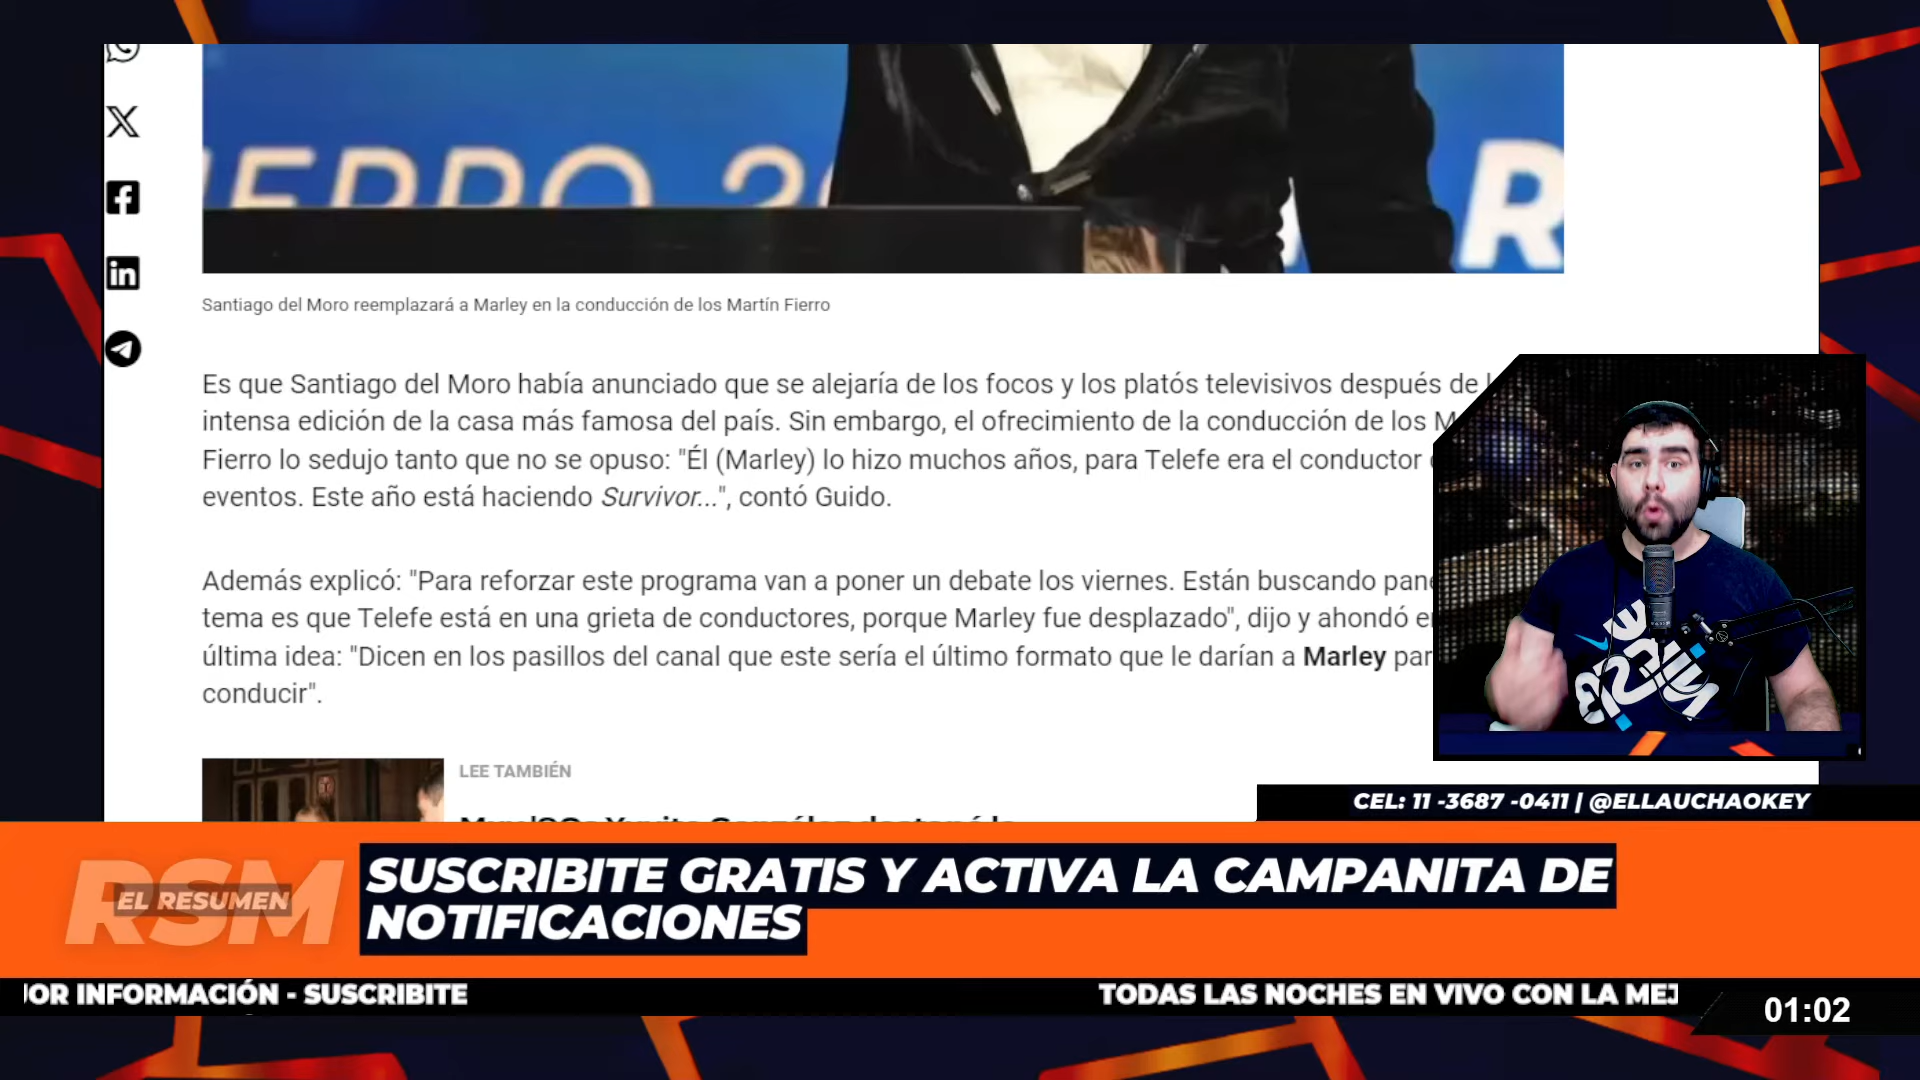 IERRO 2
R
Santiago del Moro reemplazará a Marley en la conducción de los Martín Fierro
Es que Santiago del Moro había anunciado que se alejaría de los focos y los platós televisivos después de
intensa edición de la casa más famosa del país. Sin embargo, el ofrecimiento de la conducción de los M
Fierro lo sedujo tanto que no se opuso: "Él (Marley) lo hizo muchos años, para Telefe era el conductor
eventos. Este año está haciendo Survivor...", contó Guido.
Además explicó: "Para reforzar este programa van a poner un debate los viernes. Están buscando pane
tema es que Telefe está en una grieta de conductores, porque Marley fue desplazado", dijo y ahondó e
última idea: "Dicen en los pasillos del canal que este sería el último formato que le darían a Marley par
conducir".
LEE TAMBIÉN
CEL: 11 -3687 -0411 | @ELLAUCHAOKEY
RSM
EL RESUMEN
SUSCRIBITE GRATIS Y ACTIVA LA CAMPANITA DE
NOTIFICACIONES
JOR INFORMACIÓN - SUSCRIBITE
TODAS LAS NOCHES EN VIVO CON LA MEJ
01:02